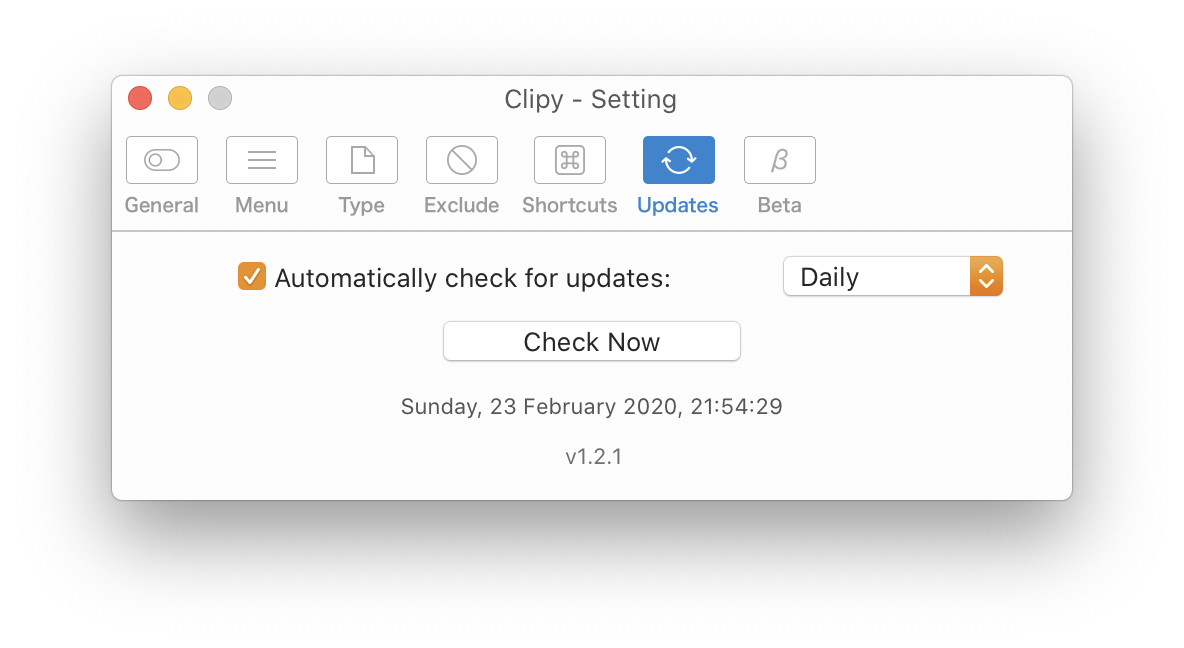 Clipy - Setting
β
General Menu Type Exclude Shortcuts Updates Beta
Automatically check for updates: Daily
Check Now
Sunday, 23 February 2020, 21:54:29
v1.2.1